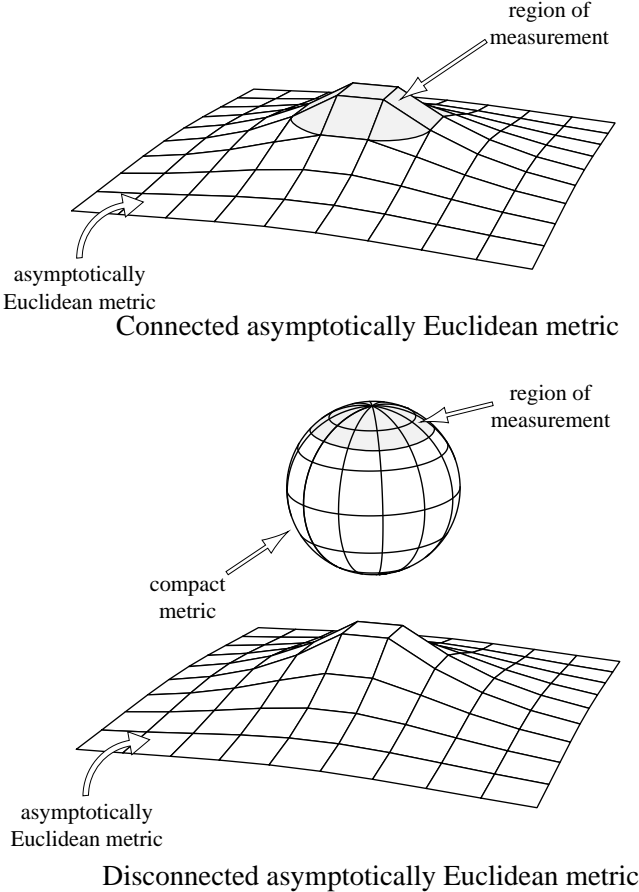 region of
measurement
asymptotically
Euclidean metric
Connected asymptotically Euclidean metric
region of
measurement
compact
metric
asymptotically
Euclidean metric
Disconnected asymptotically Euclidean metric